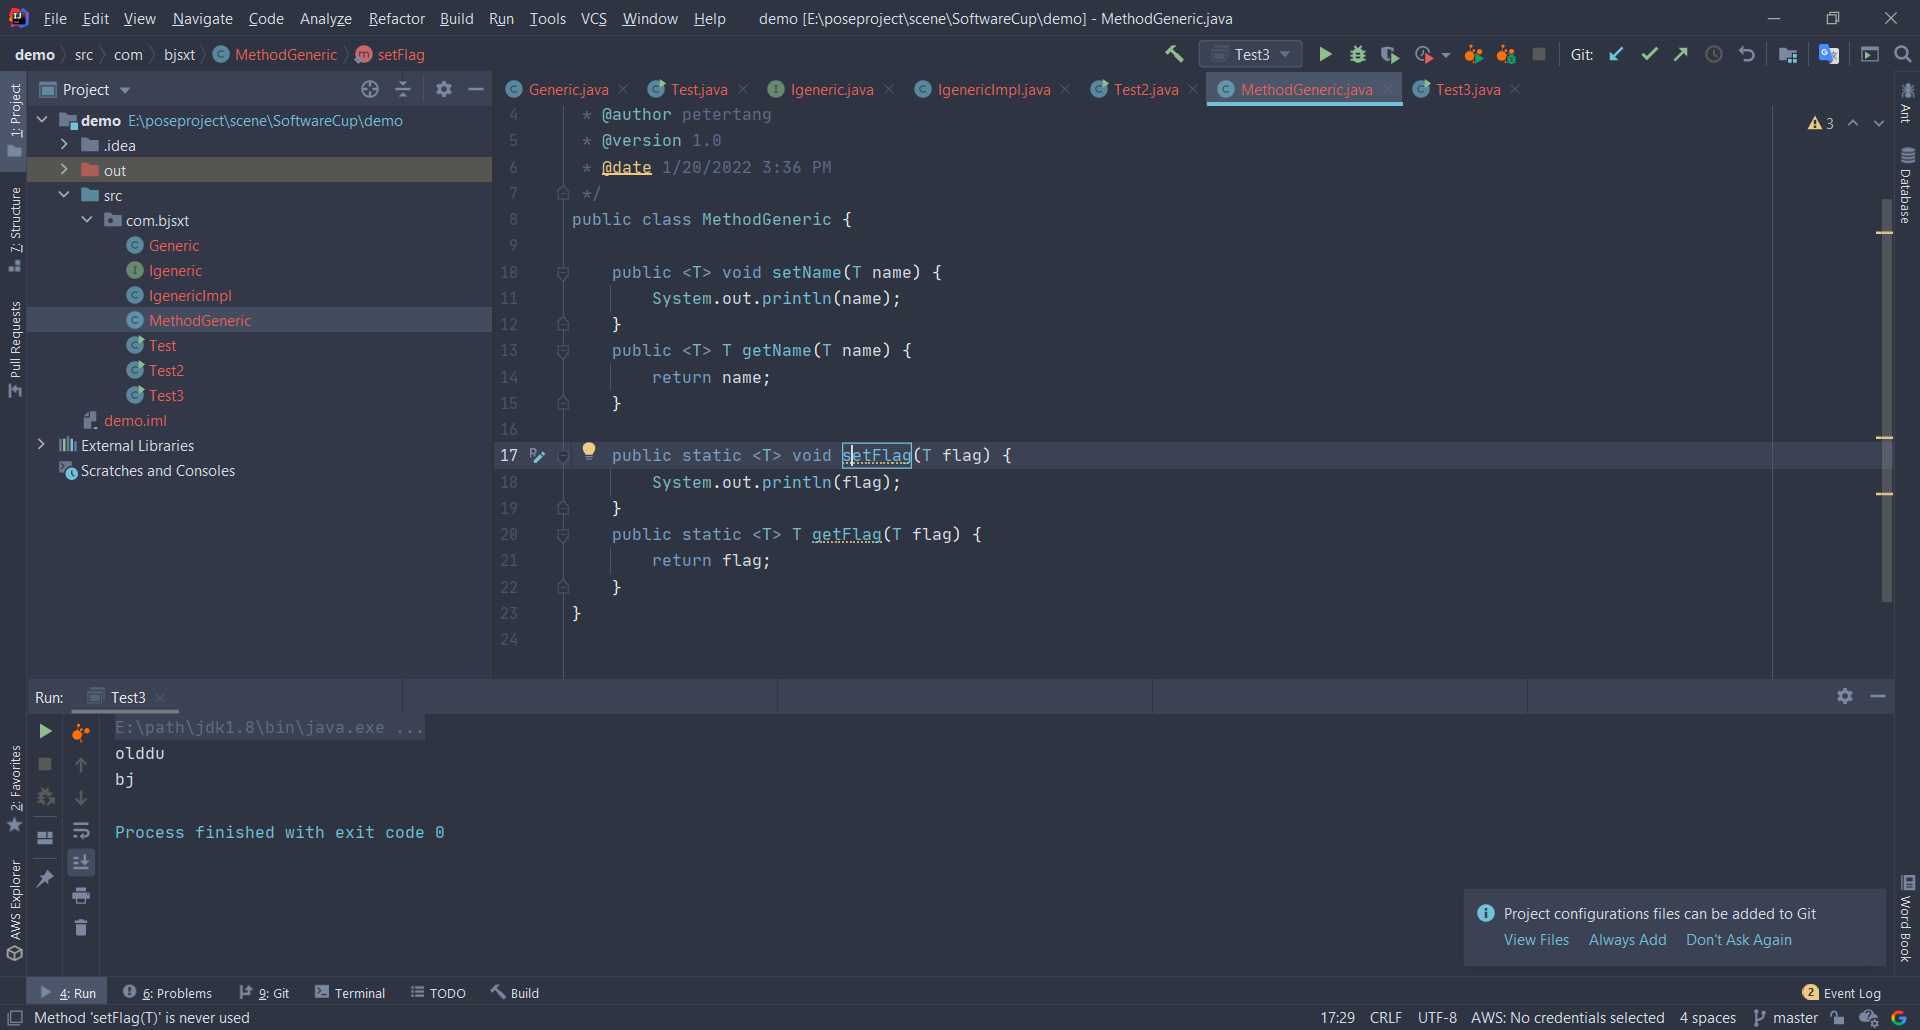 File Edit View Navigate Code Analyze Refactor Build Run Tools VCS Window Help demo [E:\poseproject\scene\SoftwareCup\demo] - MethodGeneric.java
demo src com bjsxt MethodGeneric setFlag Test3 Git:
1: Project
7: Structure
Pull Requests
2: Favorites
AWS Explorer
Project
demo E:\poseproject\scene\SoftwareCup\demo
.idea
out
src
com.bjsxt
Generic
Igeneric
IgenericImpl
MethodGeneric
Test
Test2
Test3
demo.iml
External Libraries
Scratches and Consoles
Generic.java Test.java Igeneric.java IgenericImpl.java Test2.java MethodGeneric.java Test3.java
3
4 * @author petertang
5 * @version 1.0
6 * @date 1/20/2022 3:36 PM
7 */
8 public class MethodGeneric {
9
10 public <T> void setName(T name) {
11 System.out.println(name);
12 }
13 public <T> T getName(T name) {
14 return name;
15 }
16
17 public static <T> void setFlag(T flag) {
18 System.out.println(flag);
19 }
20 public static <T> T getFlag(T flag) {
21 return flag;
22 }
23 }
24
Ant
Database
Word Book
Run: Test3
E:\path\jdk1.8\bin\java.exe ...
olddu
bj
Process finished with exit code 0
Project configurations files can be added to Git
View Files Always Add Don't Ask Again
4: Run 6: Problems 9: Git Terminal TODO Build 2 Event Log
Method 'setFlag(T)' is never used 17:29 CRLF UTF-8 AWS: No credentials selected 4 spaces master